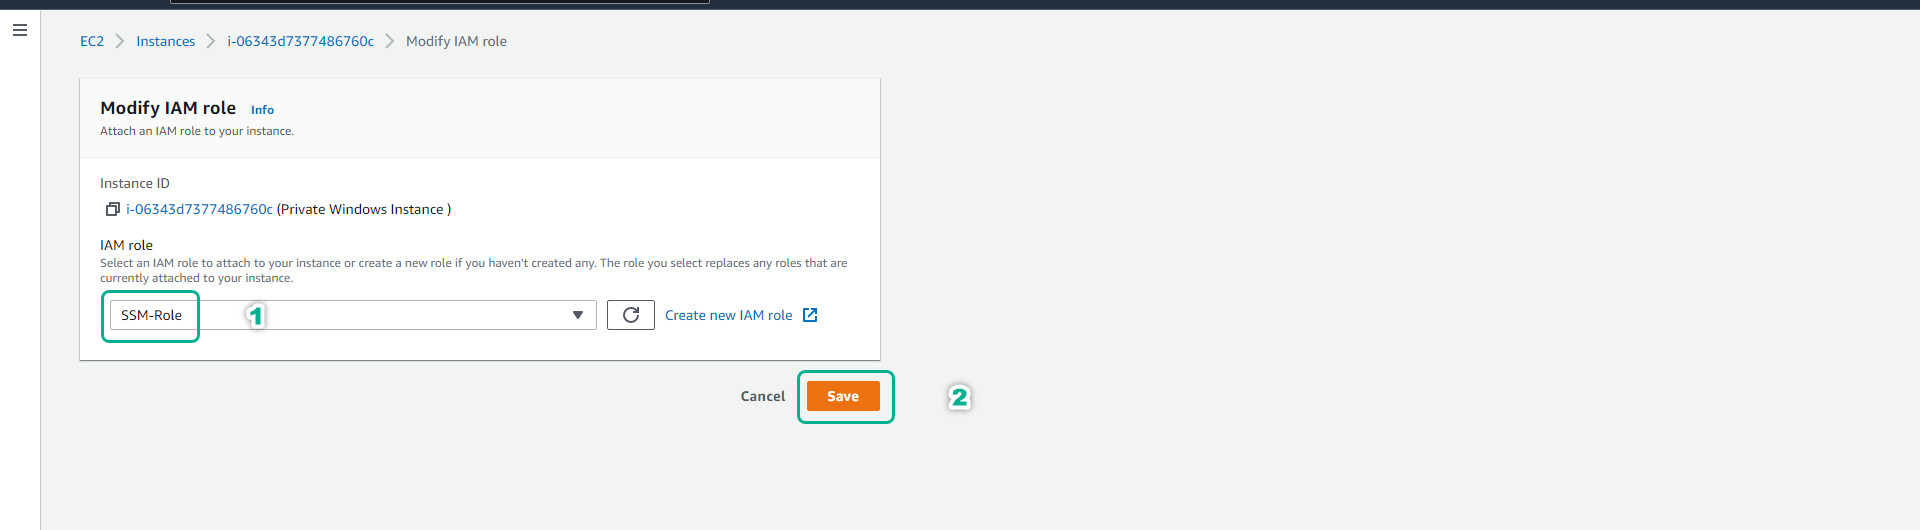 EC2 Instances i-06343d7377486760c Modify IAM role
Modify IAM role Info
Attach an IAM role to your instance.
Instance ID
i-06343d7377486760c (Private Windows Instance )
IAM role
Select an IAM role to attach to your instance or create a new role if you haven't created any. The role you select replaces any roles that are
currently attached to your instance.
SSM-Role 1 Create new IAM role
Cancel Save 2